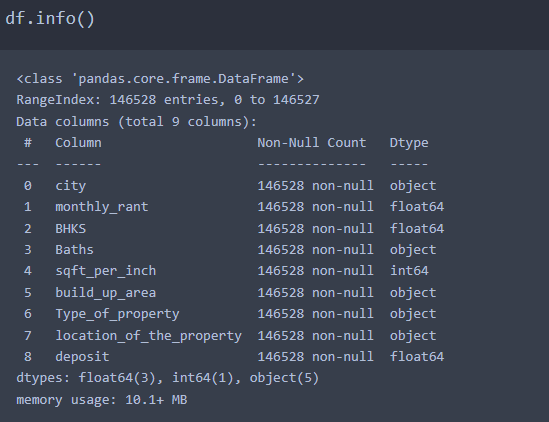 df.info()
<class 'pandas.core.frame.DataFrame'>
RangeIndex: 146528 entries, 0 to 146527
Data columns (total 9 columns):
 #   Column                    Non-Null Count   Dtype
---  ------                    --------------   -----
 0   city                      146528 non-null  object
 1   monthly_rant              146528 non-null  float64
 2   BHKS                      146528 non-null  float64
 3   Baths                     146528 non-null  object
 4   sqft_per_inch             146528 non-null  int64
 5   build_up_area             146528 non-null  object
 6   Type_of_property          146528 non-null  object
 7   location_of_the_property  146528 non-null  object
 8   deposit                   146528 non-null  float64
dtypes: float64(3), int64(1), object(5)
memory usage: 10.1+ MB